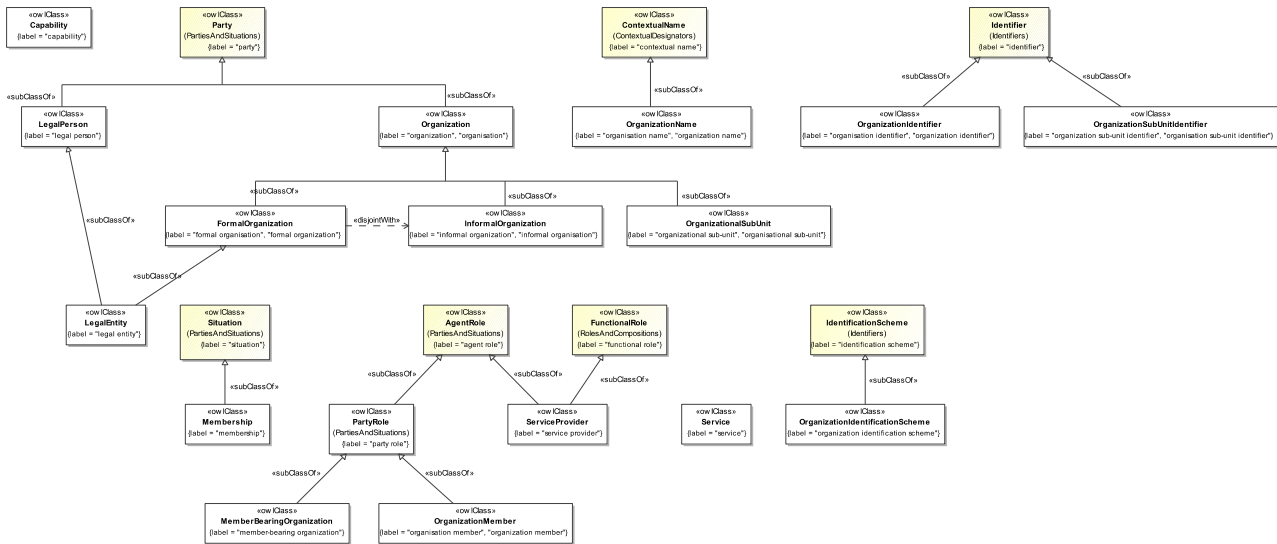 «owlClass»
Capability
{label = "capability"}
«owlClass»
Party
(PartiesAndSituations)
{label = "party"}
«owlClass»
ContextualName
(ContextualDesignators)
{label = "contextual name"}
«owlClass»
Identifier
(Identifiers)
{label = "identifier"}
«subClassOf»
«subClassOf»
«subClassOf»
«subClassOf»
«subClassOf»
«owlClass»
LegalPerson
{label = "legal person"}
«owlClass»
Organization
{label = "organization", "organisation"}
«owlClass»
OrganizationName
{label = "organisation name", "organization name"}
«owlClass»
OrganizationIdentifier
{label = "organisation identifier", "organization identifier"}
«owlClass»
OrganizationSubUnitIdentifier
{label = "organization sub-unit identifier", "organisation sub-unit identifier"}
«subClassOf»
«subClassOf»
«subClassOf»
«subClassOf»
«owlClass»
FormalOrganization
{label = "formal organisation", "formal organization"}
«disjointWith»
«owlClass»
InformalOrganization
{label = "informal organization", "informal organisation"}
«owlClass»
OrganizationalSubUnit
{label = "organizational sub-unit", "organisational sub-unit"}
«subClassOf»
«owlClass»
LegalEntity
{label = "legal entity"}
«owlClass»
Situation
(PartiesAndSituations)
{label = "situation"}
«owlClass»
AgentRole
(PartiesAndSituations)
{label = "agent role"}
«owlClass»
FunctionalRole
(RolesAndCompositions)
{label = "functional role"}
«owlClass»
IdentificationScheme
(Identifiers)
{label = "identification scheme"}
«subClassOf»
«subClassOf»
«subClassOf»
«subClassOf»
«subClassOf»
«owlClass»
Membership
{label = "membership"}
«owlClass»
PartyRole
(PartiesAndSituations)
{label = "party role"}
«owlClass»
ServiceProvider
{label = "service provider"}
«owlClass»
Service
{label = "service"}
«owlClass»
OrganizationIdentificationScheme
{label = "organization identification scheme"}
«subClassOf»
«subClassOf»
«owlClass»
MemberBearingOrganization
{label = "member-bearing organization"}
«owlClass»
OrganizationMember
{label = "organisation member", "organization member"}